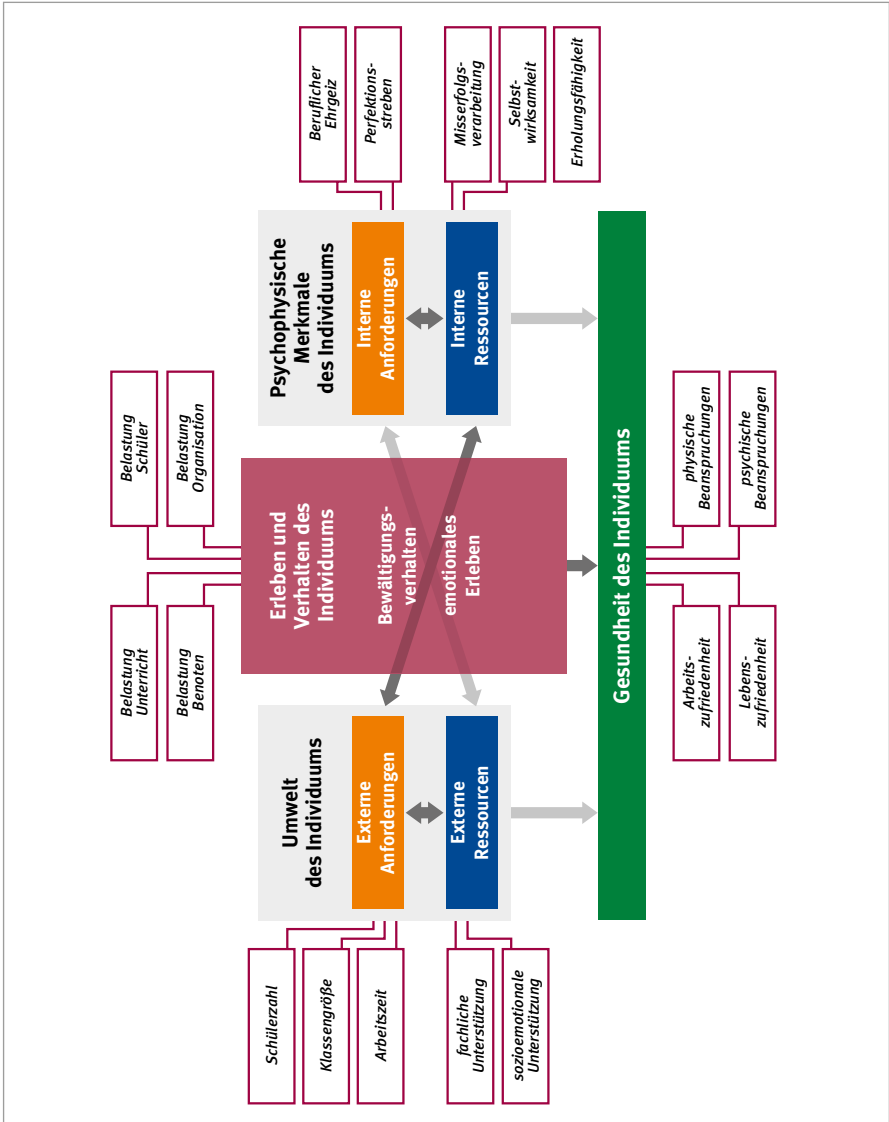 Belastung
Unterricht
Belastung
Benoten
Belastung
Schüler
Belastung
Organisation
Schülerzahl
Klassengröße
Arbeitszeit
fachliche
Unterstützung
sozioemotionale
Unterstützung
Umwelt
des Individuums
Externe
Anforderungen
Externe
Ressourcen
Erleben und
Verhalten des
Individuums
Bewältigungs-
verhalten
emotionales
Erleben
Psychophysische
Merkmale
des Individuums
Interne
Anforderungen
Interne
Ressourcen
Beruflicher
Ehrgeiz
Perfektions-
streben
Misserfolgs-
verarbeitung
Selbst-
wirksamkeit
Erholungsfähigkeit
Gesundheit des Individuums
Arbeits-
zufriedenheit
Lebens-
zufriedenheit
physische
Beanspruchungen
psychische
Beanspruchungen